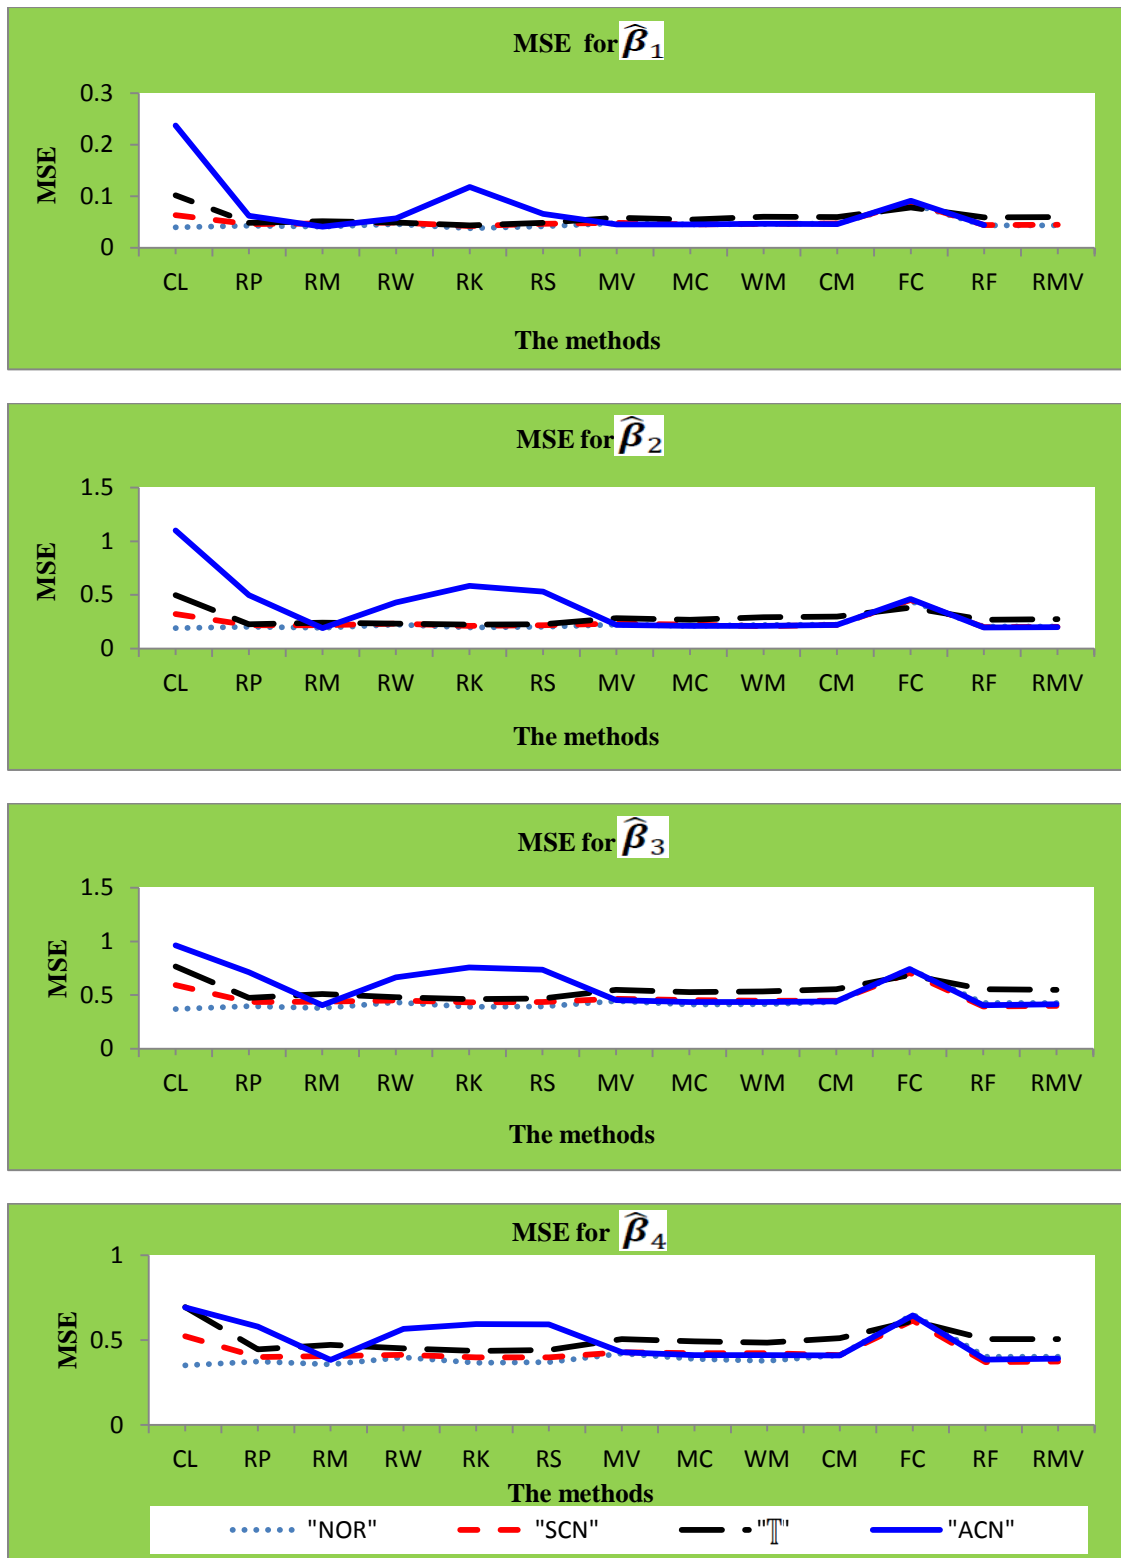 MSE for β̂₁
0.3
0.2
0.1
0
MSE
CL RP RM RW RK RS MV MC WM CM FC RF RMV
The methods
MSE for β̂₂
1.5
1
0.5
0
MSE
CL RP RM RW RK RS MV MC WM CM FC RF RMV
The methods
MSE for β̂₃
1.5
1
0.5
0
MSE
CL RP RM RW RK RS MV MC WM CM FC RF RMV
The methods
MSE for β̂₄
1
0.5
0
MSE
CL RP RM RW RK RS MV MC WM CM FC RF RMV
The methods
"NOR" "SCN" "𝕋" "ACN"